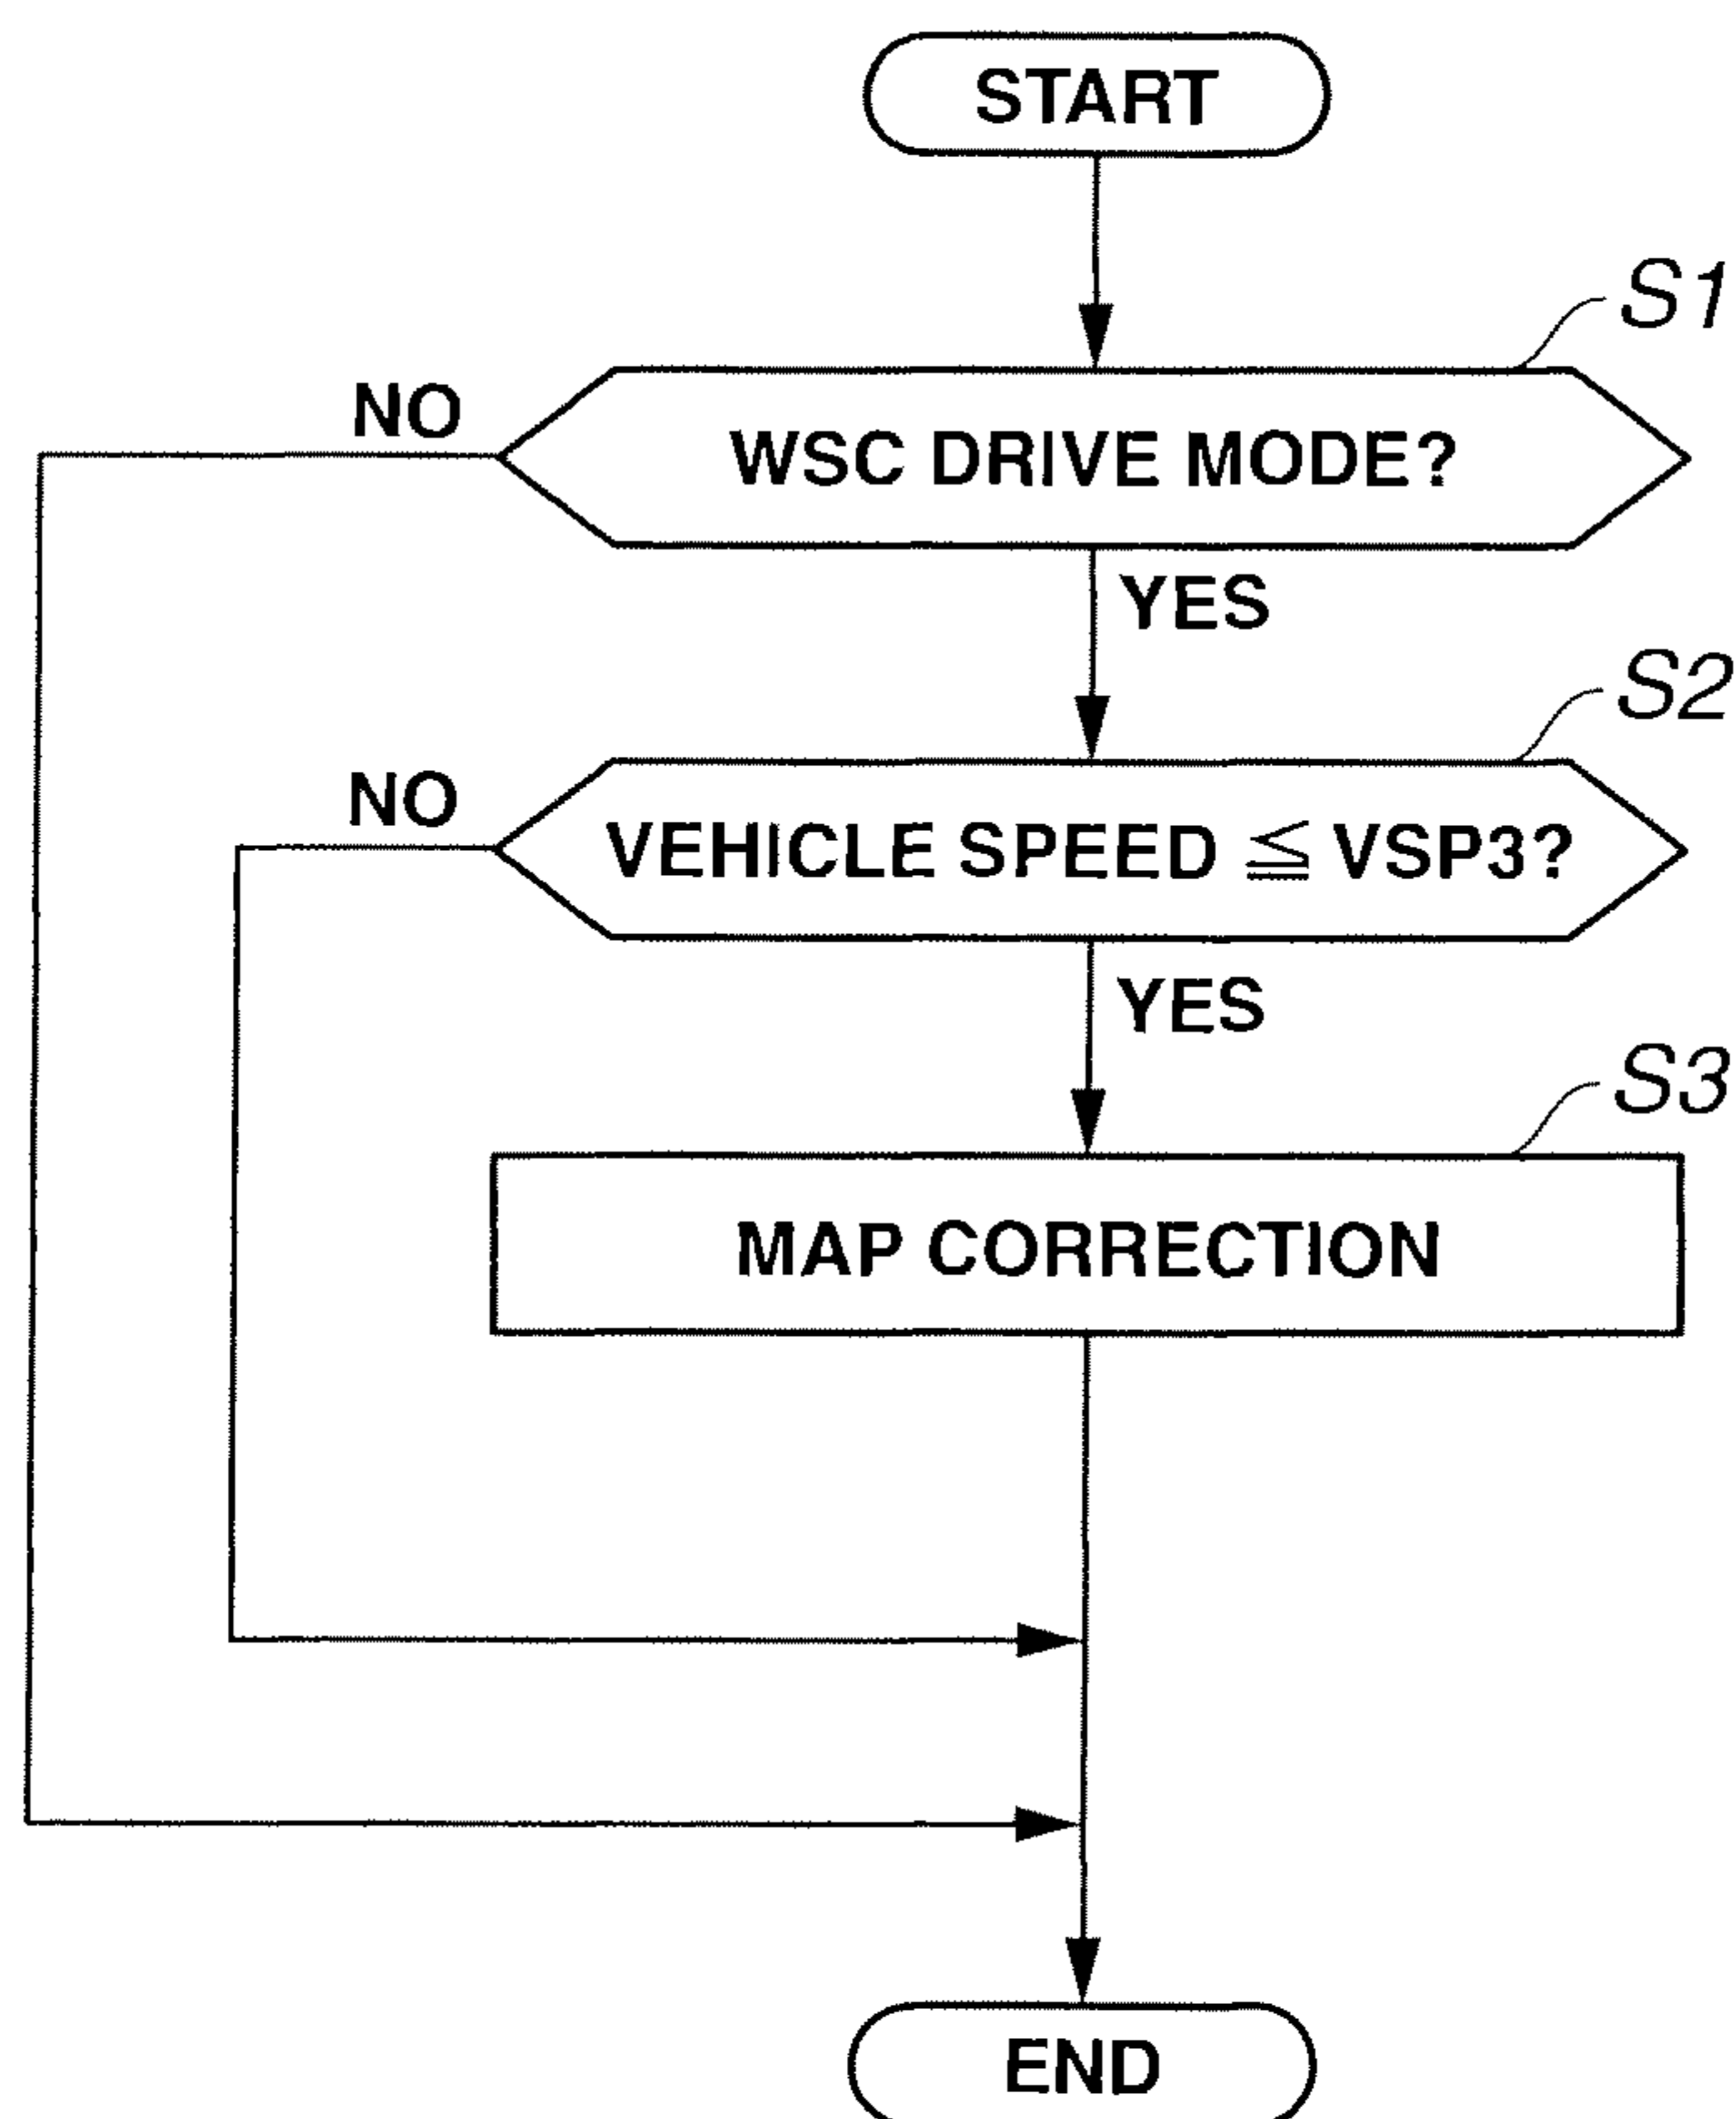 START
S1
NO
WSC DRIVE MODE?
YES
S2
NO
VEHICLE SPEED ≦ VSP3?
YES
S3
MAP CORRECTION
END